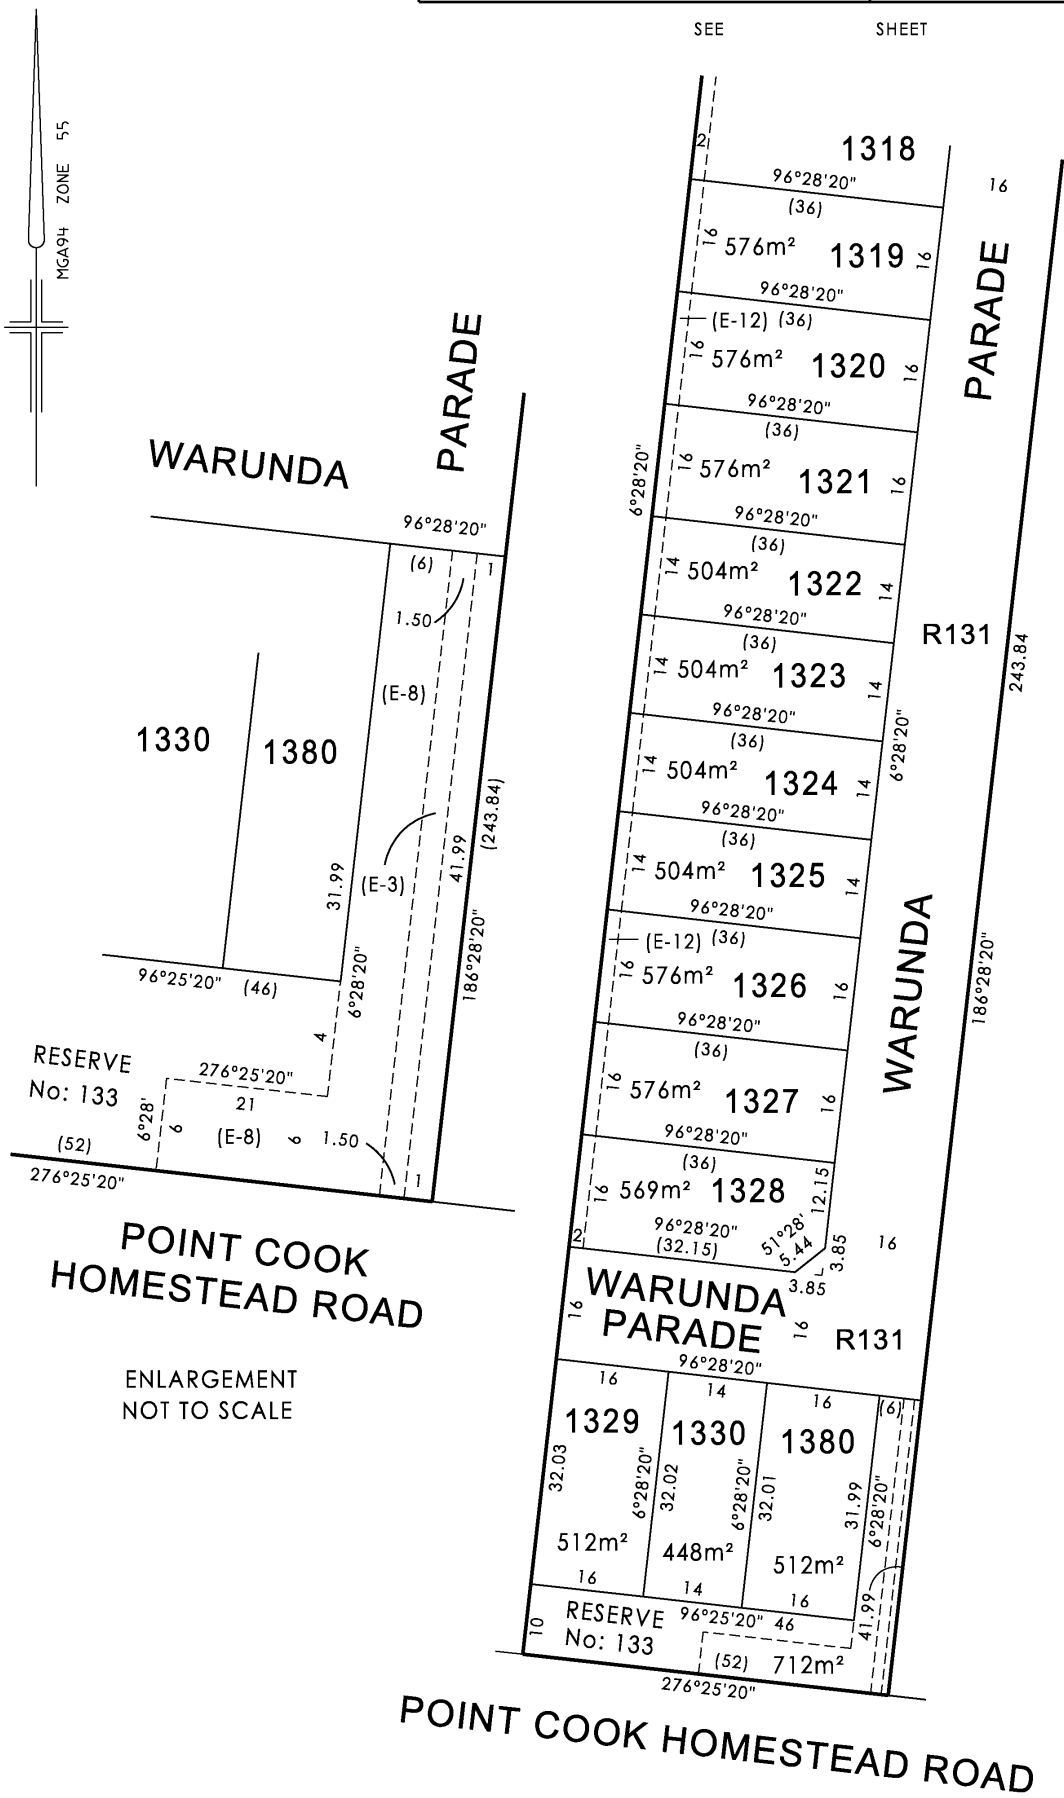 SEE SHEET
MGA94 ZONE 55
WARUNDA
PARADE
96°28'20"
(6)
1
1.50
(E-8)
1330
1380
31.99
(E-3)
41.99
(243.84)
186°28'20"
96°25'20" (46)
6°28'20"
4
RESERVE
No: 133
276°25'20"
21
6°28'
6
(E-8)
6
1.50
1
(52)
276°25'20"
POINT COOK
HOMESTEAD ROAD
ENLARGEMENT
NOT TO SCALE
2
1318
96°28'20"
16
(36)
16
576m²
1319
16
PARADE
96°28'20"
(E-12) (36)
16
576m²
1320
16
96°28'20"
(36)
6°28'20"
16
576m²
1321
16
96°28'20"
(36)
14
504m²
1322
14
96°28'20"
R131
243.84
(36)
14
504m²
1323
14
96°28'20"
6°28'20"
(36)
14
504m²
1324
14
96°28'20"
(36)
14
504m²
1325
14
96°28'20"
WARUNDA
186°28'20"
(E-12) (36)
16
576m²
1326
16
96°28'20"
(36)
16
576m²
1327
16
96°28'20"
(36)
16
569m²
1328
12.15
96°28'20"
(32.15)
51°28'
5.44
3.85
3.85
2
16
WARUNDA
PARADE
16
16
R131
96°28'20"
16
14
16
(6)
1329
1330
1380
32.03
6°28'20"
32.02
6°28'20"
32.01
31.99
6°28'20"
512m²
448m²
512m²
16
14
16
41.99
10
RESERVE
No: 133
96°25'20" 46
(52) 712m²
276°25'20"
POINT COOK HOMESTEAD ROAD